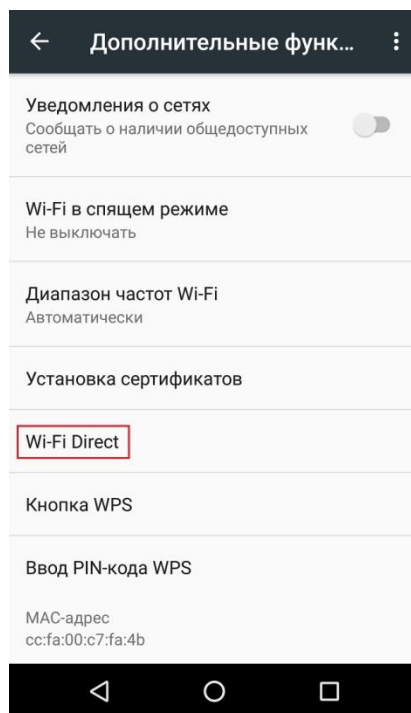 Дополнительные функ...
Уведомления о сетях
Сообщать о наличии общедоступных
сетей
Wi-Fi в спящем режиме
Не выключать
Диапазон частот Wi-Fi
Автоматически
Установка сертификатов
Wi-Fi Direct
Кнопка WPS
Ввод PIN-кода WPS
MAC-адрес
cc:fa:00:c7:fa:4b